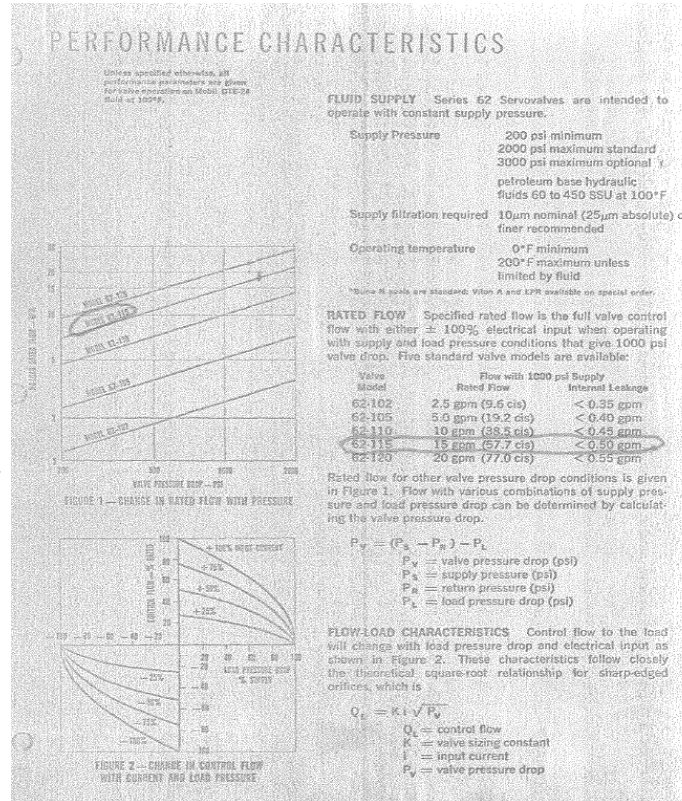 PERFORMANCE CHARACTERISTICS
Unless specified otherwise, all
performance parameters are given
for valve operation on Mobil DTE-24
fluid at 100°F.
FLUID SUPPLY Series 62 Servovalves are intended to
operate with constant supply pressure.
Supply Pressure 200 psi minimum
2000 psi maximum standard
3000 psi maximum optional
petroleum base hydraulic
fluids 60 to 450 SSU at 100°F
Supply filtration required 10μm nominal (25μm absolute) o
finer recommended
Operating temperature 0°F minimum
200°F maximum unless
limited by fluid
*Buna N seals are standard; Viton A and EPR available on special order.
RATED FLOW Specified rated flow is the full valve control
flow with either ± 100% electrical input when operating
with supply and load pressure conditions that give 1000 psi
valve drop. Five standard valve models are available:
Valve Flow with 1000 psi Supply
Model Rated Flow Internal Leakage
62-102 2.5 gpm (9.6 cis) < 0.35 gpm
62-105 5.0 gpm (19.2 cis) < 0.40 gpm
62-110 10 gpm (38.5 cis) < 0.45 gpm
62-115 15 gpm (57.7 cis) < 0.50 gpm
62-120 20 gpm (77.0 cis) < 0.55 gpm
Rated flow for other valve pressure drop conditions is given
in Figure 1. Flow with various combinations of supply pres-
sure and load pressure drop can be determined by calculat-
ing the valve pressure drop.
Pv = (Ps − PR) − PL
Pv = valve pressure drop (psi)
Ps = supply pressure (psi)
PR = return pressure (psi)
PL = load pressure drop (psi)
FLOW-LOAD CHARACTERISTICS Control flow to the load
will change with load pressure drop and electrical input as
shown in Figure 2. These characteristics follow closely
the theoretical square-root relationship for sharp-edged
orifices, which is
QL = K i √Pv
QL = control flow
K = valve sizing constant
i = input current
Pv = valve pressure drop
MODEL 62-120
MODEL 62-115
MODEL 62-110
MODEL 62-105
MODEL 62-102
VALVE PRESSURE DROP — PSI
FIGURE 1 — CHANGE IN RATED FLOW WITH PRESSURE
CONTROL FLOW — % RATED
+ 100% INPUT CURRENT
+ 75%
+ 50%
+ 25%
LOAD PRESSURE DROP
% SUPPLY
− 25%
− 50%
− 75%
− 100%
FIGURE 2 — CHANGE IN CONTROL FLOW
WITH CURRENT AND LOAD PRESSURE